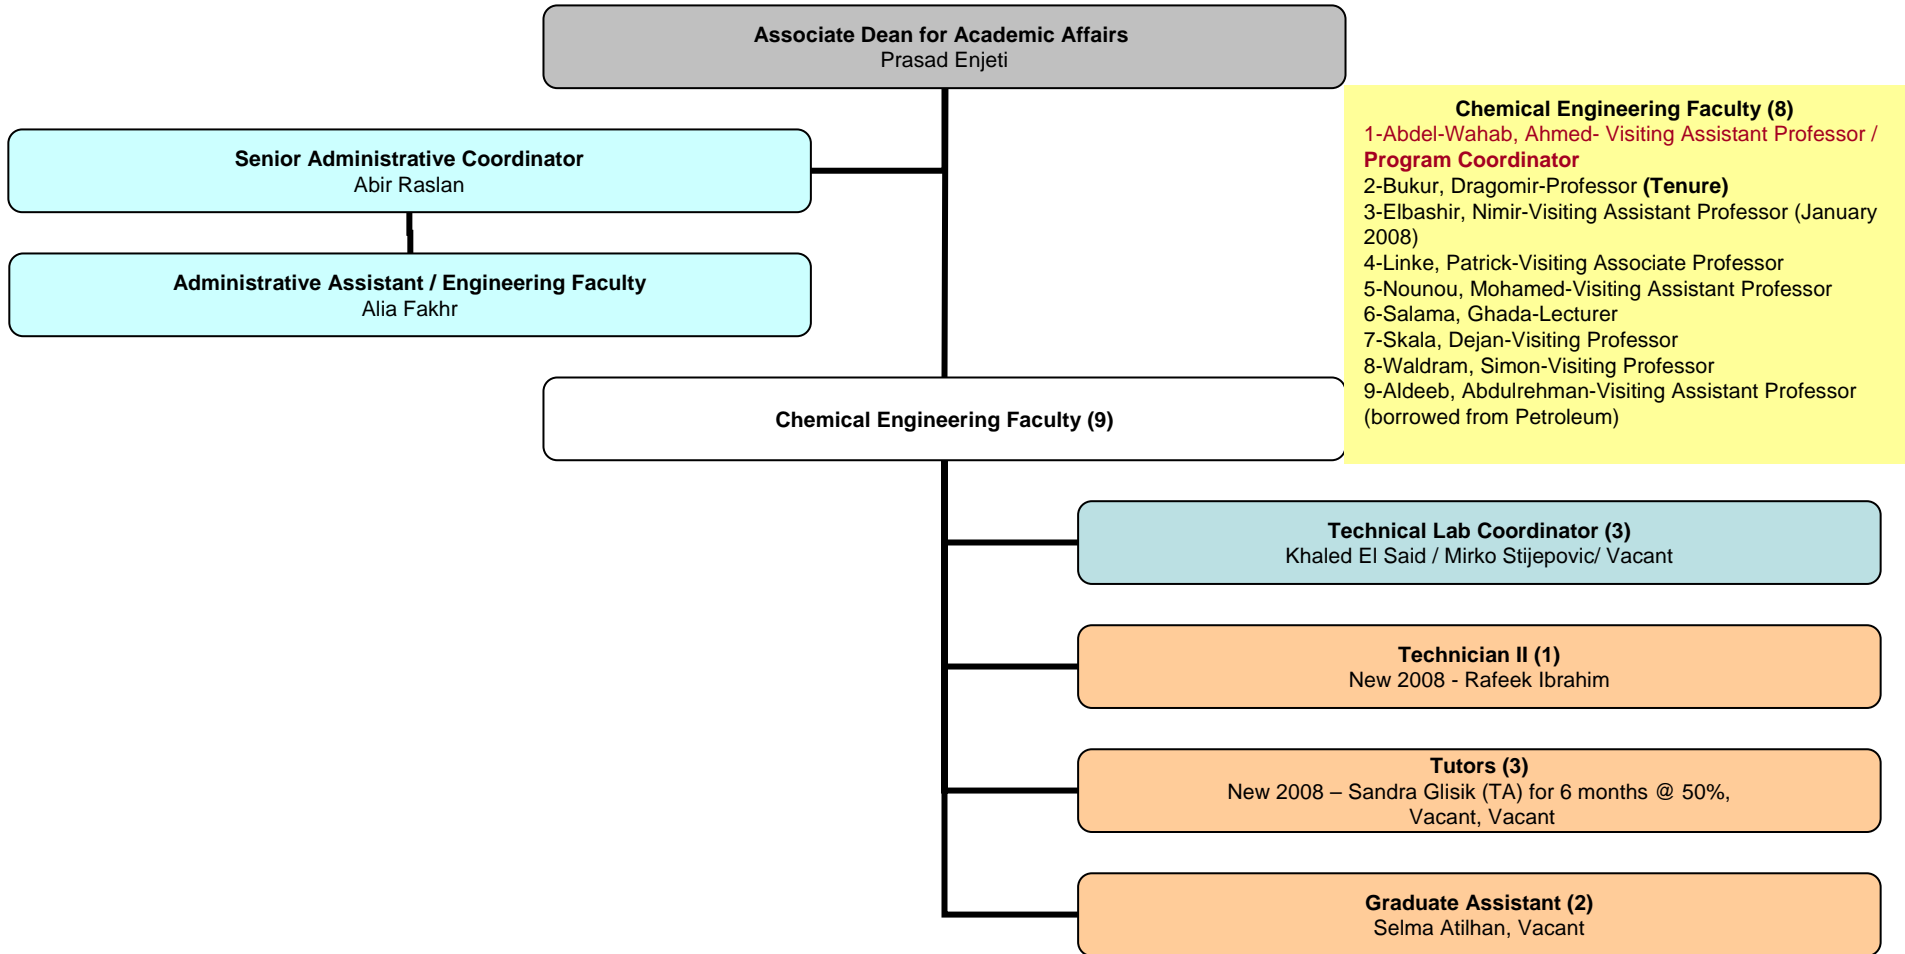 Associate Dean for Academic Affairs
Prasad Enjeti
Chemical Engineering Faculty (8)
1-Abdel-Wahab, Ahmed- Visiting Assistant Professor /
Program Coordinator
2-Bukur, Dragomir-Professor (Tenure)
3-Elbashir, Nimir-Visiting Assistant Professor (January
2008)
4-Linke, Patrick-Visiting Associate Professor
5-Nounou, Mohamed-Visiting Assistant Professor
6-Salama, Ghada-Lecturer
7-Skala, Dejan-Visiting Professor
8-Waldram, Simon-Visiting Professor
9-Aldeeb, Abdulrehman-Visiting Assistant Professor
(borrowed from Petroleum)
Senior Administrative Coordinator
Abir Raslan
Administrative Assistant / Engineering Faculty
Alia Fakhr
Chemical Engineering Faculty (9)
Technical Lab Coordinator (3)
Khaled El Said / Mirko Stijepovic/ Vacant
Technician II (1)
New 2008 - Rafeek Ibrahim
Tutors (3)
New 2008 – Sandra Glisik (TA) for 6 months @ 50%,
Vacant, Vacant
Graduate Assistant (2)
Selma Atilhan, Vacant